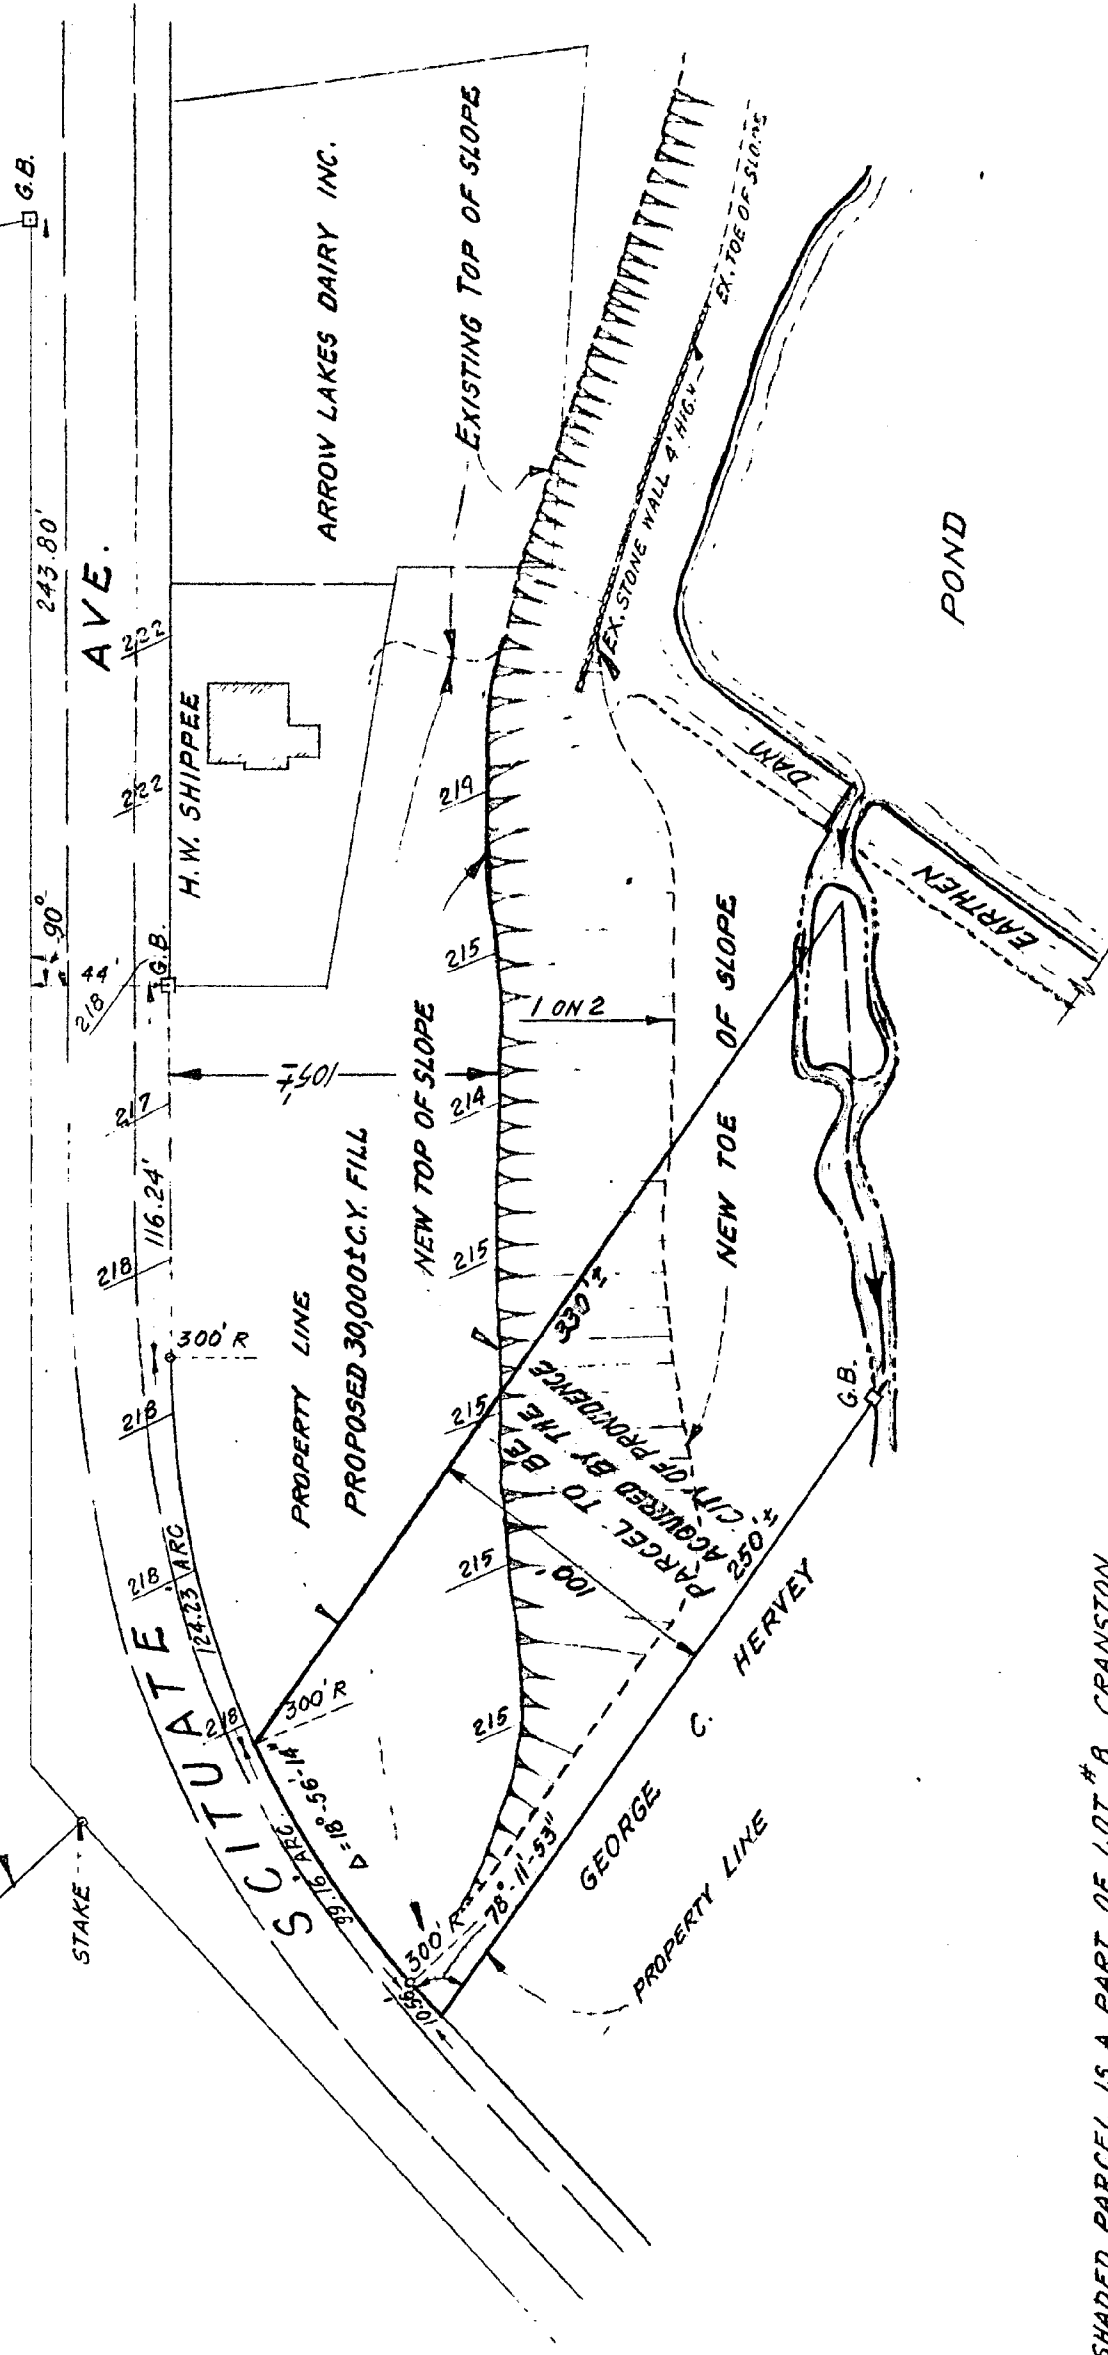 G.B.
243.80'
SCITUATE AVE.
90°
44'
G.B.
218
222
222
217
116.24'
218
218
218
218
124.23 ARC
300' R
300' R
300' R
99.16 ARC
Δ=18°-56'-14"
10.56
78°-11'-53"
STAKE
H.W. SHIPPEE
ARROW LAKES DAIRY INC.
EXISTING TOP OF SLOPE
105'±
NEW TOP OF SLOPE
PROPERTY LINE
PROPOSED 30,000± C.Y. FILL
219
215
214
215
215
215
215
1 ON 2
330'±
100'
PARCEL TO BE
ACQUIRED BY THE
CITY OF PROVIDENCE
250'±
NEW TOE OF SLOPE
EX. STONE WALL 4' HIGH
EX. TOE OF SLOPE
POND
EARTHEN DAM
G.B.
GEORGE C. HERVEY
PROPERTY LINE
SHADED PARCEL IS A PART OF LOT # 8 CRANSTON